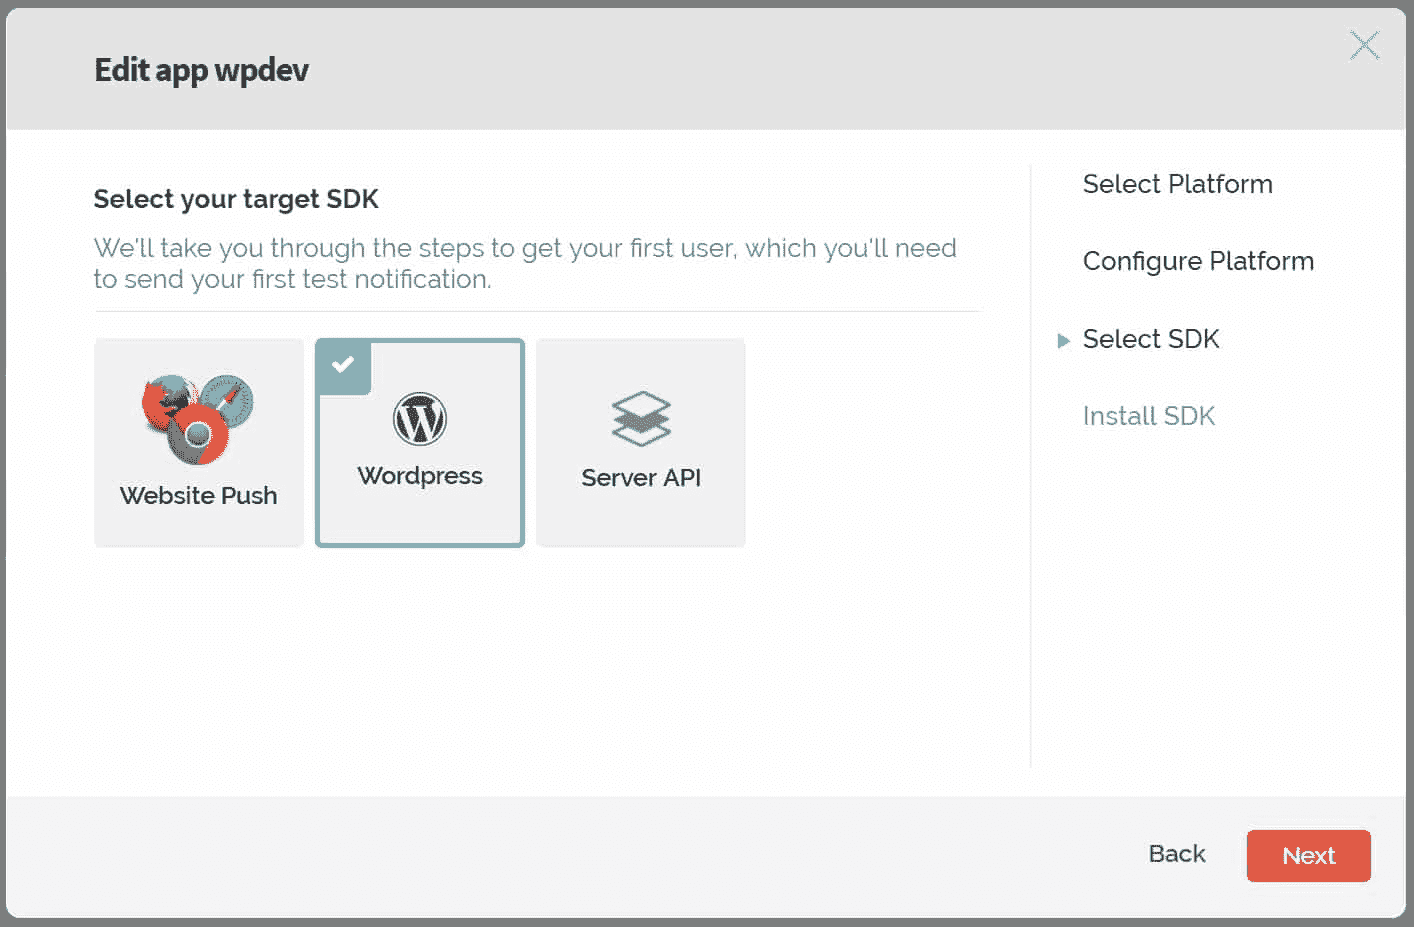 Edit app wpdev
Select your target SDK
We'll take you through the steps to get your first user, which you'll need
to send your first test notification.
Website Push
Wordpress
Server API
Select Platform
Configure Platform
Select SDK
Install SDK
Back
Next